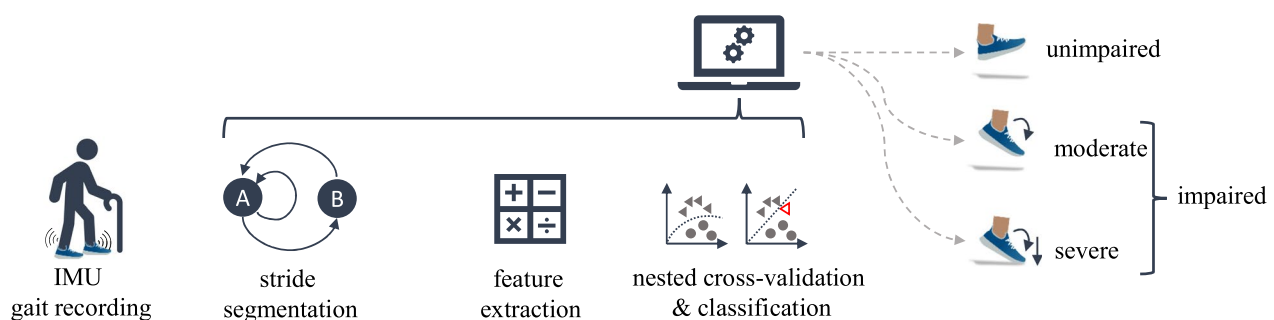 unimpaired
moderate
impaired
severe
A
B
+ −
× ÷
IMU
gait recording
stride
segmentation
feature
extraction
nested cross-validation
& classification